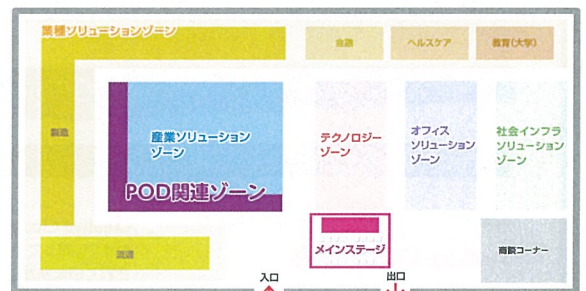 業種ソリューションゾーン
金融
ヘルスケア
教育(大学)
製造
産業ソリューション
ゾーン
POD関連ゾーン
テクノロジー
ゾーン
オフィス
ソリューション
ゾーン
社会インフラ
ソリューション
ゾーン
メインステージ
商談コーナー
流通
入口
出口